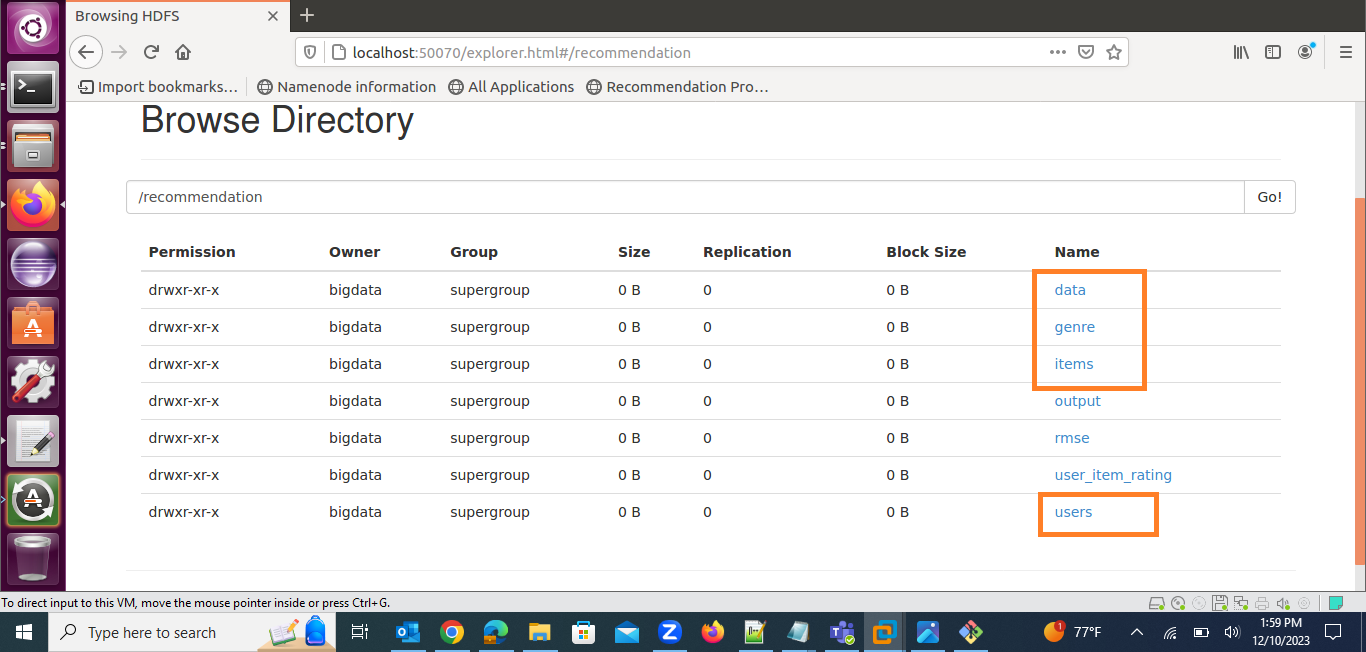 Browsing HDFS
localhost:50070/explorer.html#/recommendation
Import bookmarks... Namenode information All Applications Recommendation Pro...
Browse Directory
/recommendation Go!
Permission Owner Group Size Replication Block Size Name
drwxr-xr-x bigdata supergroup 0 B 0 0 B data
drwxr-xr-x bigdata supergroup 0 B 0 0 B genre
drwxr-xr-x bigdata supergroup 0 B 0 0 B items
drwxr-xr-x bigdata supergroup 0 B 0 0 B output
drwxr-xr-x bigdata supergroup 0 B 0 0 B rmse
drwxr-xr-x bigdata supergroup 0 B 0 0 B user_item_rating
drwxr-xr-x bigdata supergroup 0 B 0 0 B users
To direct input to this VM, move the mouse pointer inside or press Ctrl+G.
Type here to search 1 77°F 1:59 PM
12/10/2023